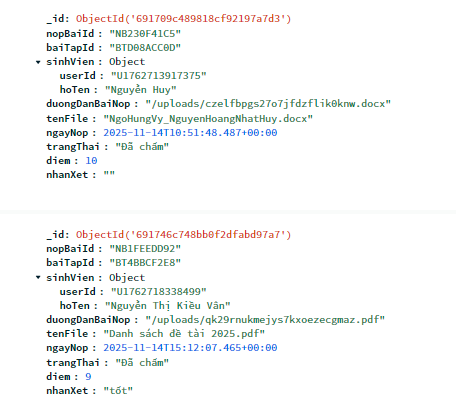 _id: ObjectId('691709c489818cf92197a7d3')
nopBaiId : "NB230F41C5"
baiTapId : "BTD08ACC0D"
sinhVien : Object
userId : "U1762713917375"
hoTen : "Nguyễn Huy"
duongDanBaiNop : "/uploads/czelfbpgs27o7jfdzflik0knw.docx"
tenFile : "NgoHungVy_NguyenHoangNhatHuy.docx"
ngayNop : 2025-11-14T10:51:48.487+00:00
trangThai : "Đã chấm"
diem : 10
nhanXet : ""
_id: ObjectId('691746c748bb0f2dfabd97a7')
nopBaiId : "NB1FEEDD92"
baiTapId : "BT4BBCF2E8"
sinhVien : Object
userId : "U1762718338499"
hoTen : "Nguyễn Thị Kiều Vân"
duongDanBaiNop : "/uploads/qk29rnukmejys7kxoezecgmaz.pdf"
tenFile : "Danh sách đề tài 2025.pdf"
ngayNop : 2025-11-14T15:12:07.465+00:00
trangThai : "Đã chấm"
diem : 9
nhanXet : "tốt"